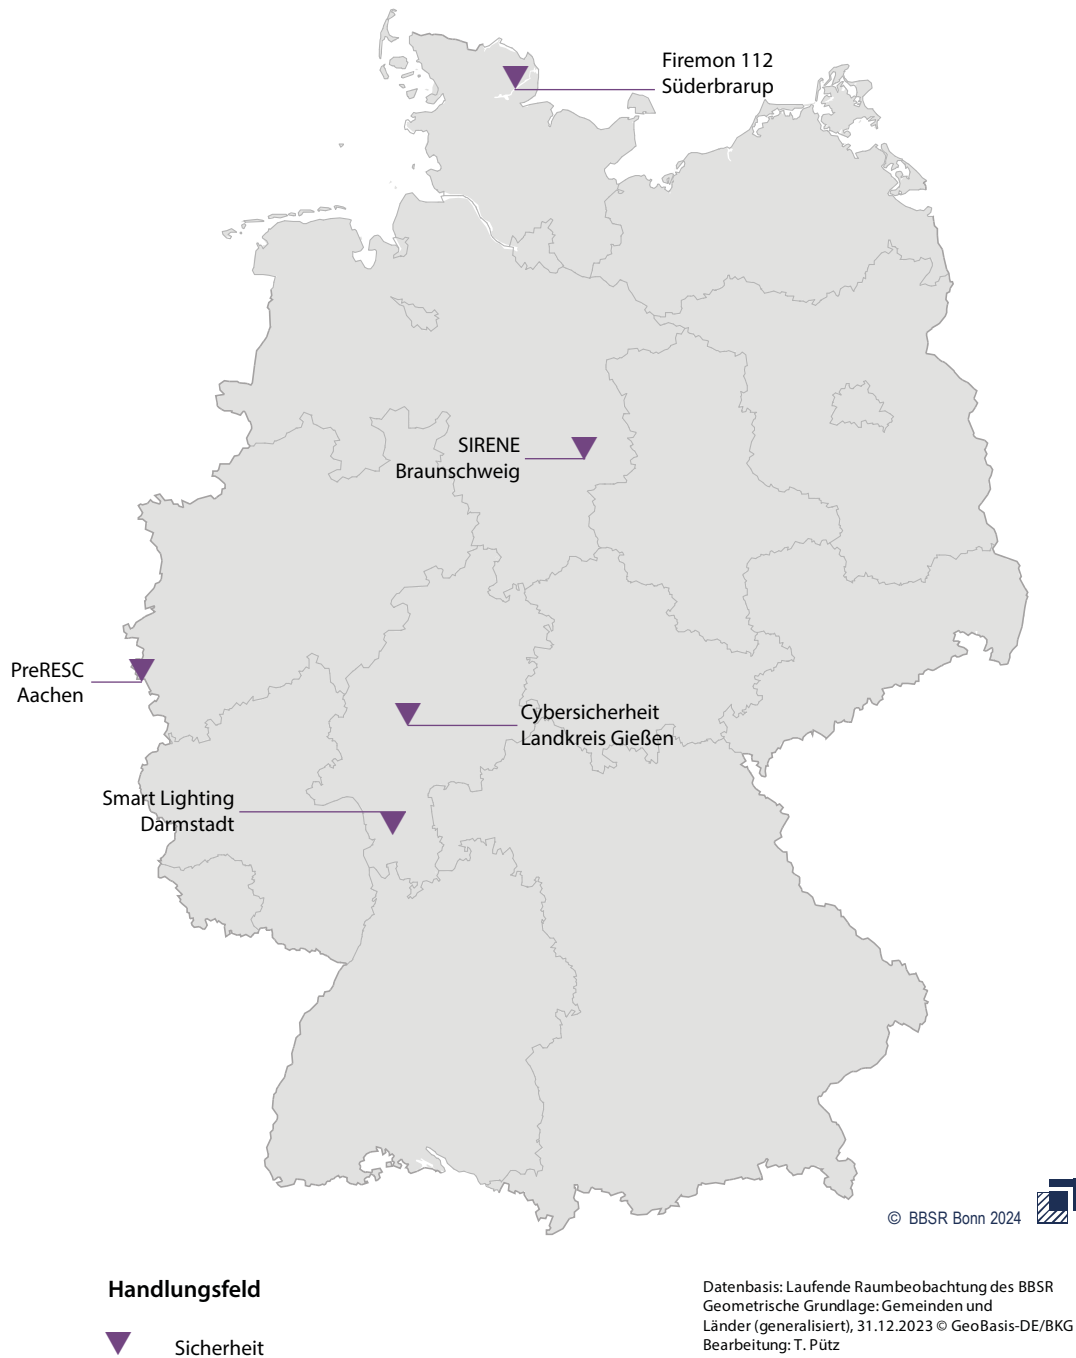 Firemon 112
Süderbrarup
SIRENE
Braunschweig
PreRESC
Aachen
Cybersicherheit
Landkreis Gießen
Smart Lighting
Darmstadt
© BBSR Bonn 2024
Handlungsfeld
Sicherheit
Datenbasis: Laufende Raumbeobachtung des BBSR
Geometrische Grundlage: Gemeinden und
Länder (generalisiert), 31.12.2023 © GeoBasis-DE/BKG
Bearbeitung: T. Pütz